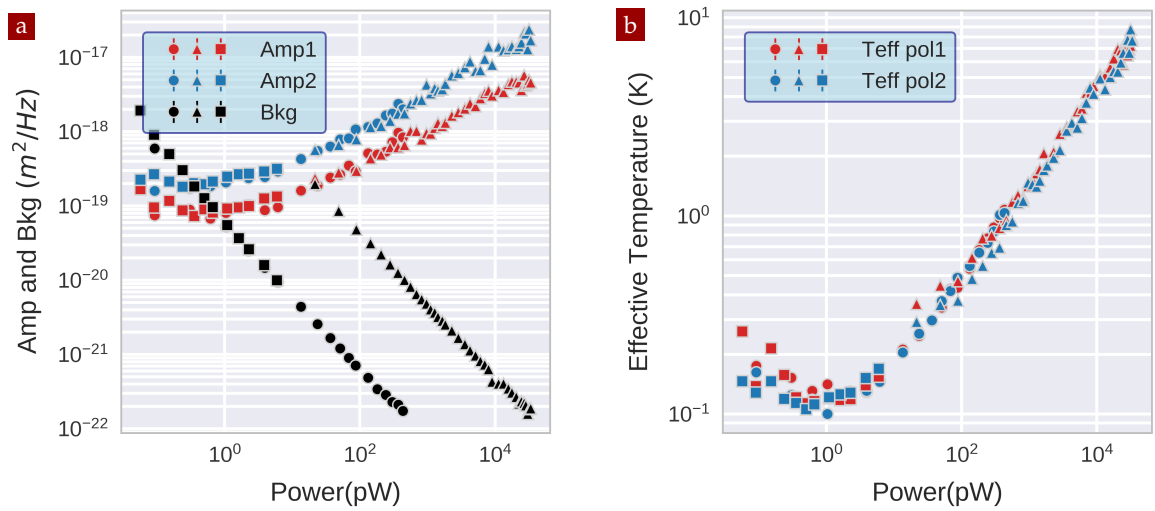 a
Amp and Bkg (m²/Hz)
10⁻¹⁷
10⁻¹⁸
10⁻¹⁹
10⁻²⁰
10⁻²¹
10⁻²²
Amp1
Amp2
Bkg
10⁰ 10² 10⁴
Power(pW)
b
Effective Temperature (K)
10¹
10⁰
10⁻¹
Teff pol1
Teff pol2
10⁰ 10² 10⁴
Power(pW)